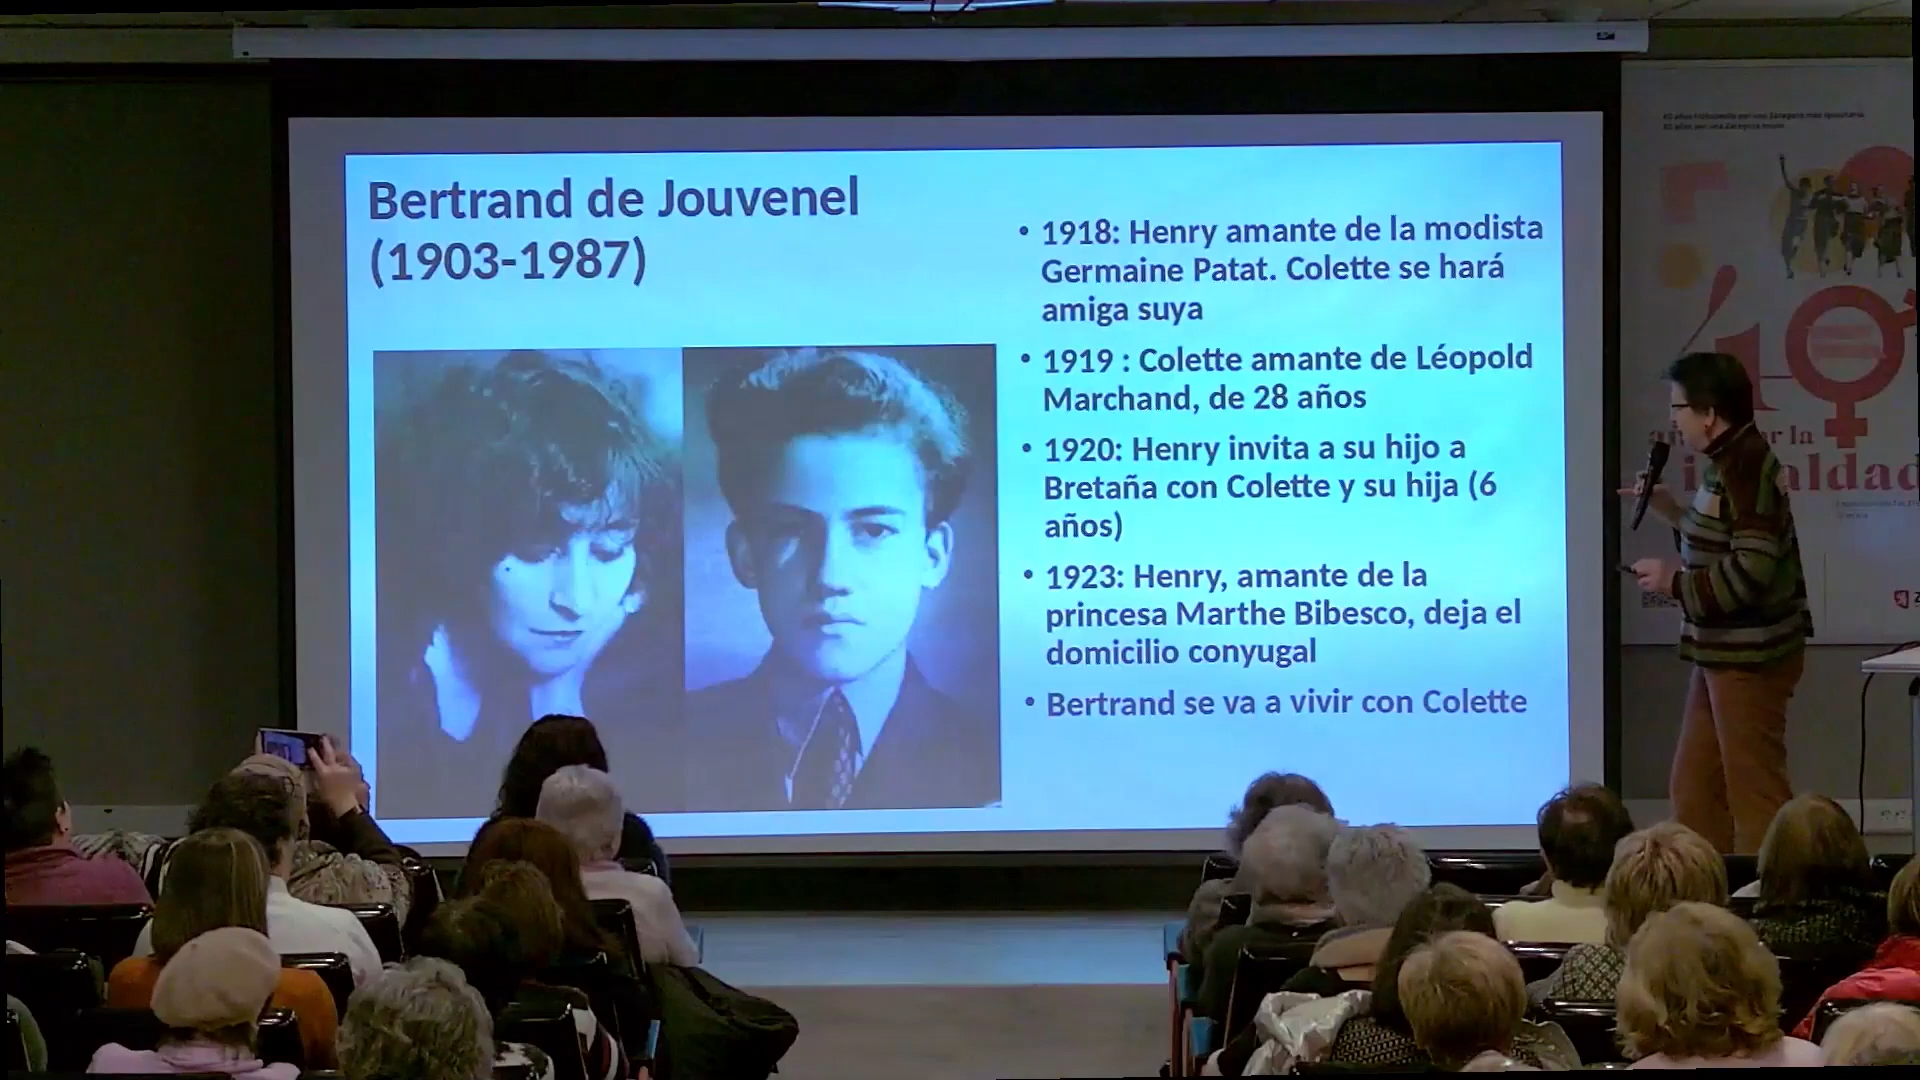 Bertrand de Jouvenel
(1903-1987)
• 1918: Henry amante de la modista
Germaine Patat. Colette se hará
amiga suya
• 1919 : Colette amante de Léopold
Marchand, de 28 años
• 1920: Henry invita a su hijo a
Bretaña con Colette y su hija (6
años)
• 1923: Henry, amante de la
princesa Marthe Bibesco, deja el
domicilio conyugal
• Bertrand se va a vivir con Colette
40
la